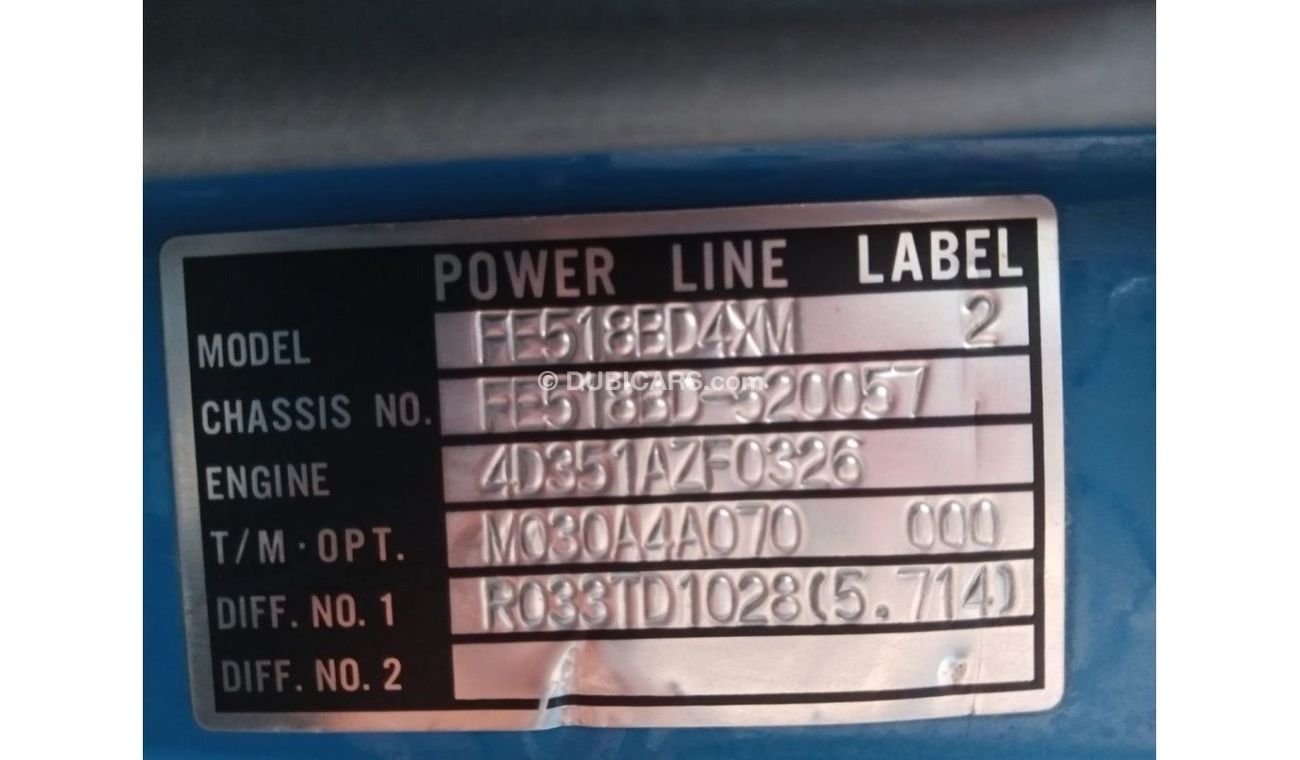 POWER LINE LABEL
MODEL FE518BD4XM 2
© DUBICARS.com
CHASSIS NO. FE518BD-520057
ENGINE 4D351AZF0326
T/M·OPT. M030A4A070 000
DIFF. NO. 1 R033TD1028(5.714)
DIFF. NO. 2